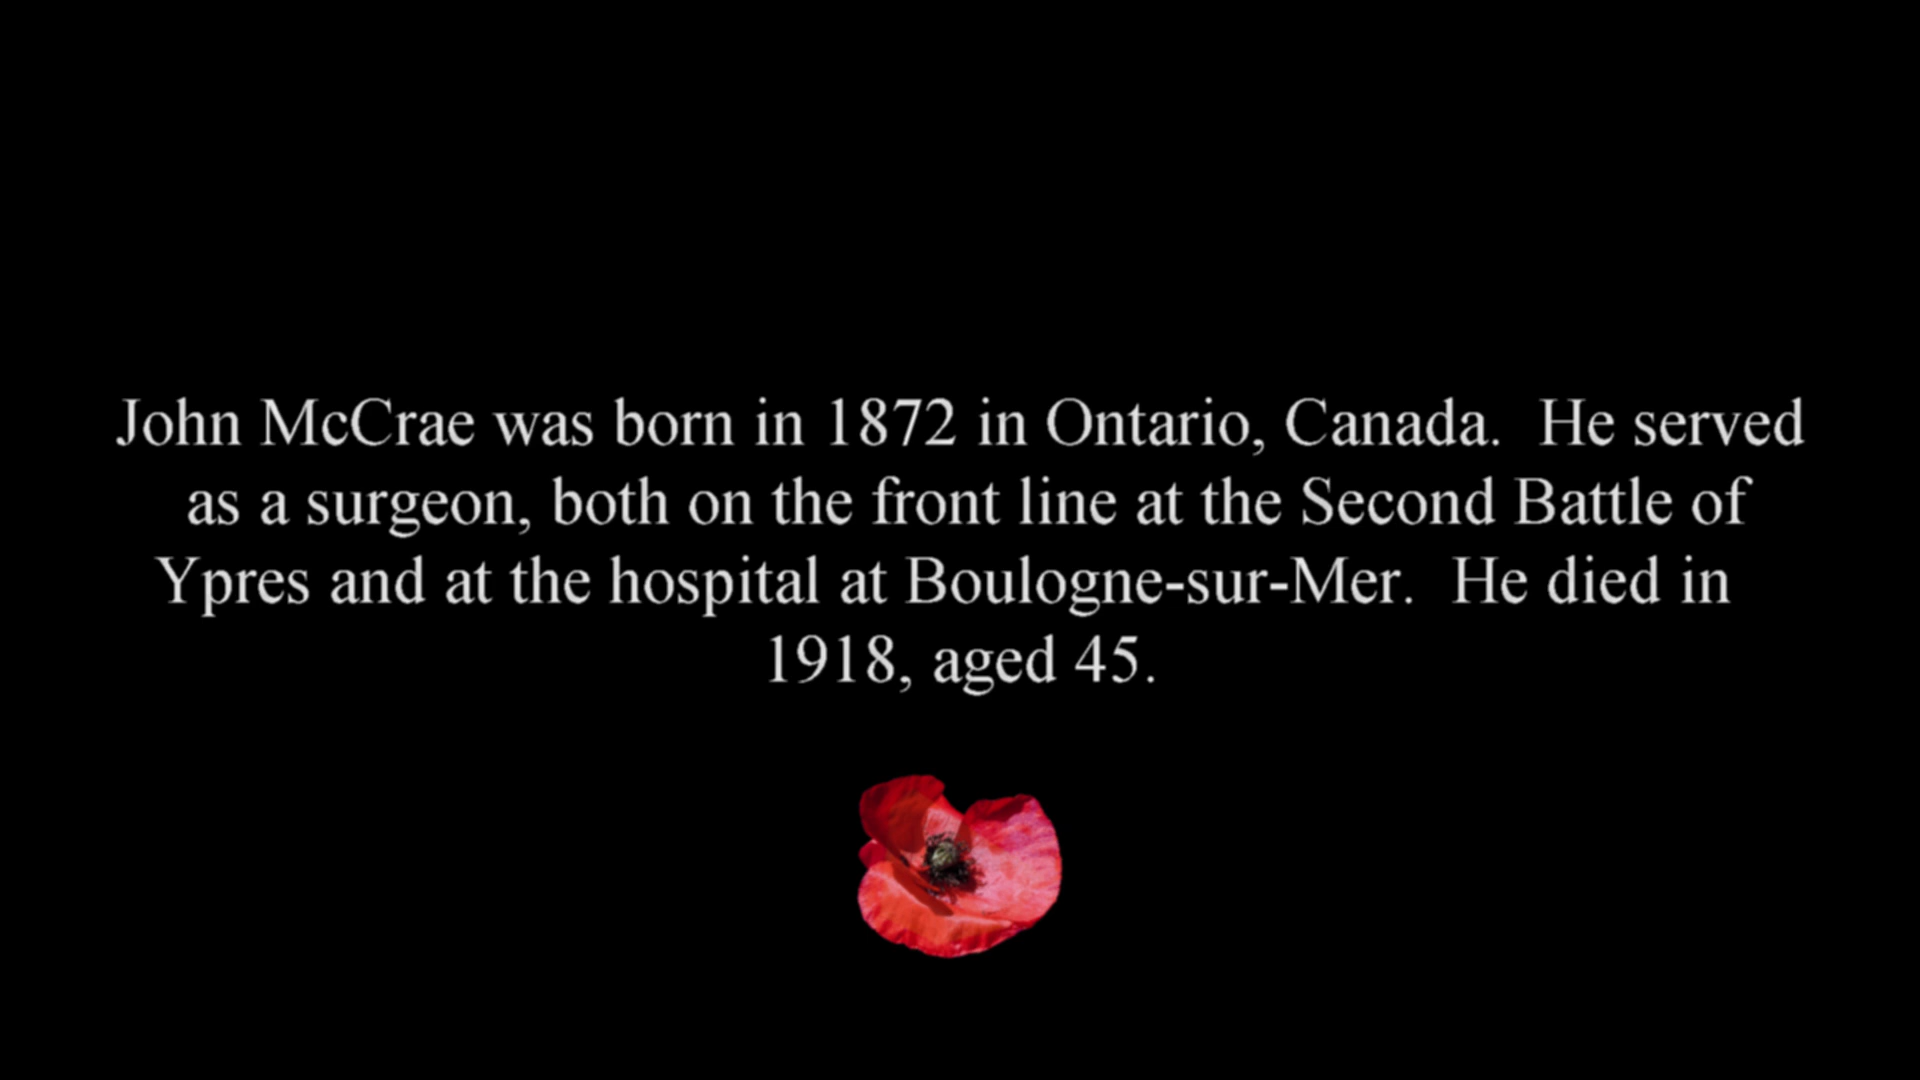 John McCrae was born in 1872 in Ontario, Canada.  He served
as a surgeon, both on the front line at the Second Battle of
Ypres and at the hospital at Boulogne-sur-Mer.  He died in
1918, aged 45.